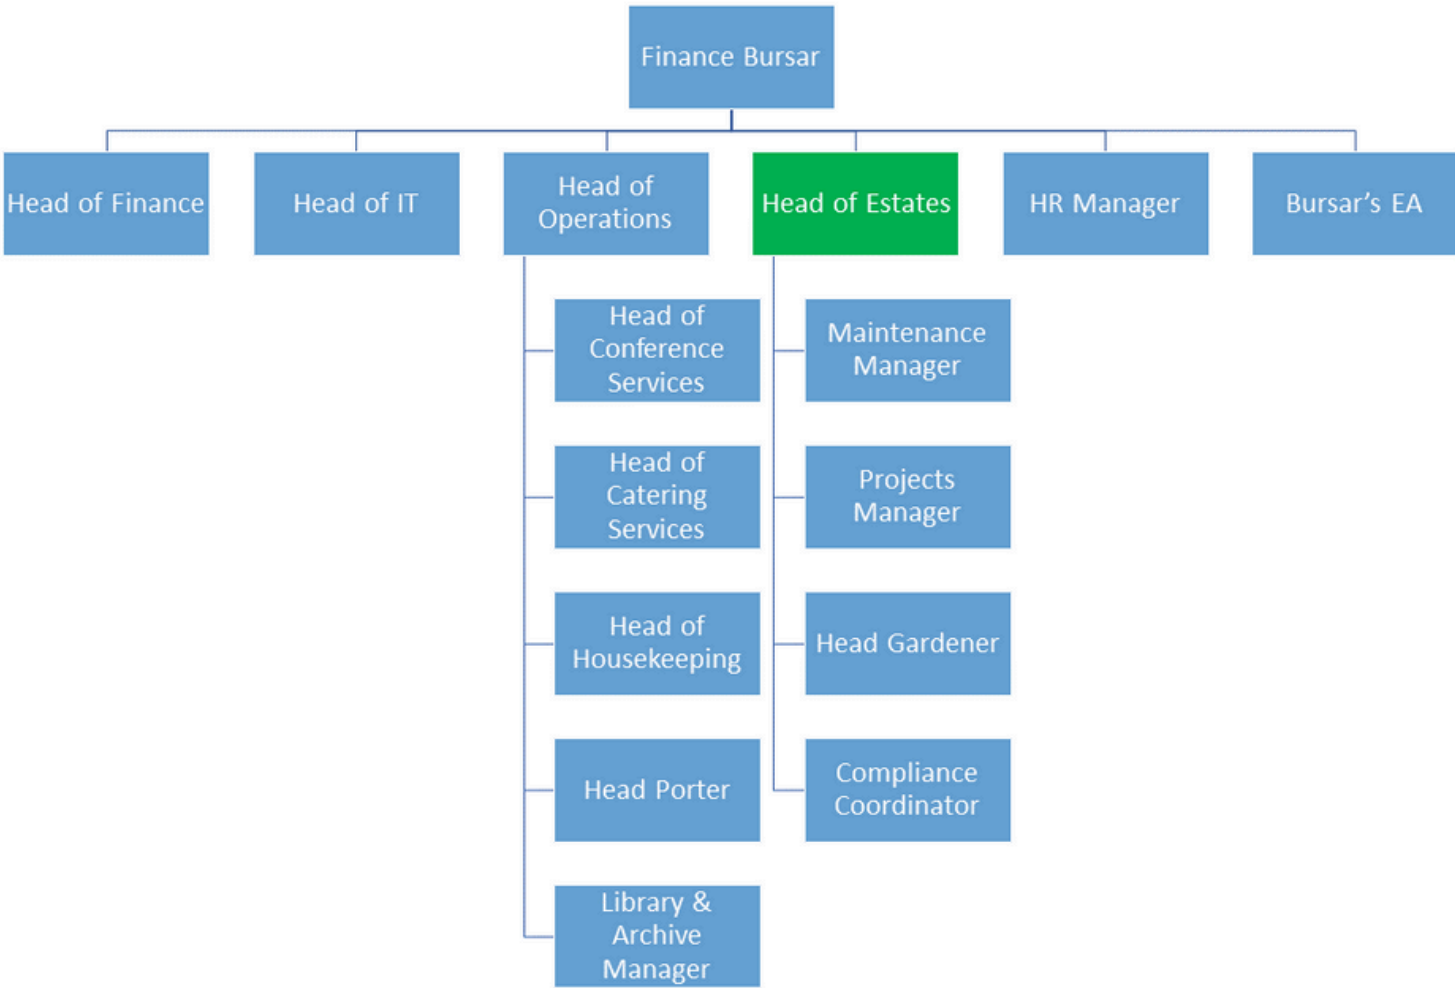 Finance Bursar
Head of Finance
Head of IT
Head of
Operations
Head of Estates
HR Manager
Bursar’s EA
Head of
Conference
Services
Head of
Catering
Services
Head of
Housekeeping
Head Porter
Library &
Archive
Manager
Maintenance
Manager
Projects
Manager
Head Gardener
Compliance
Coordinator